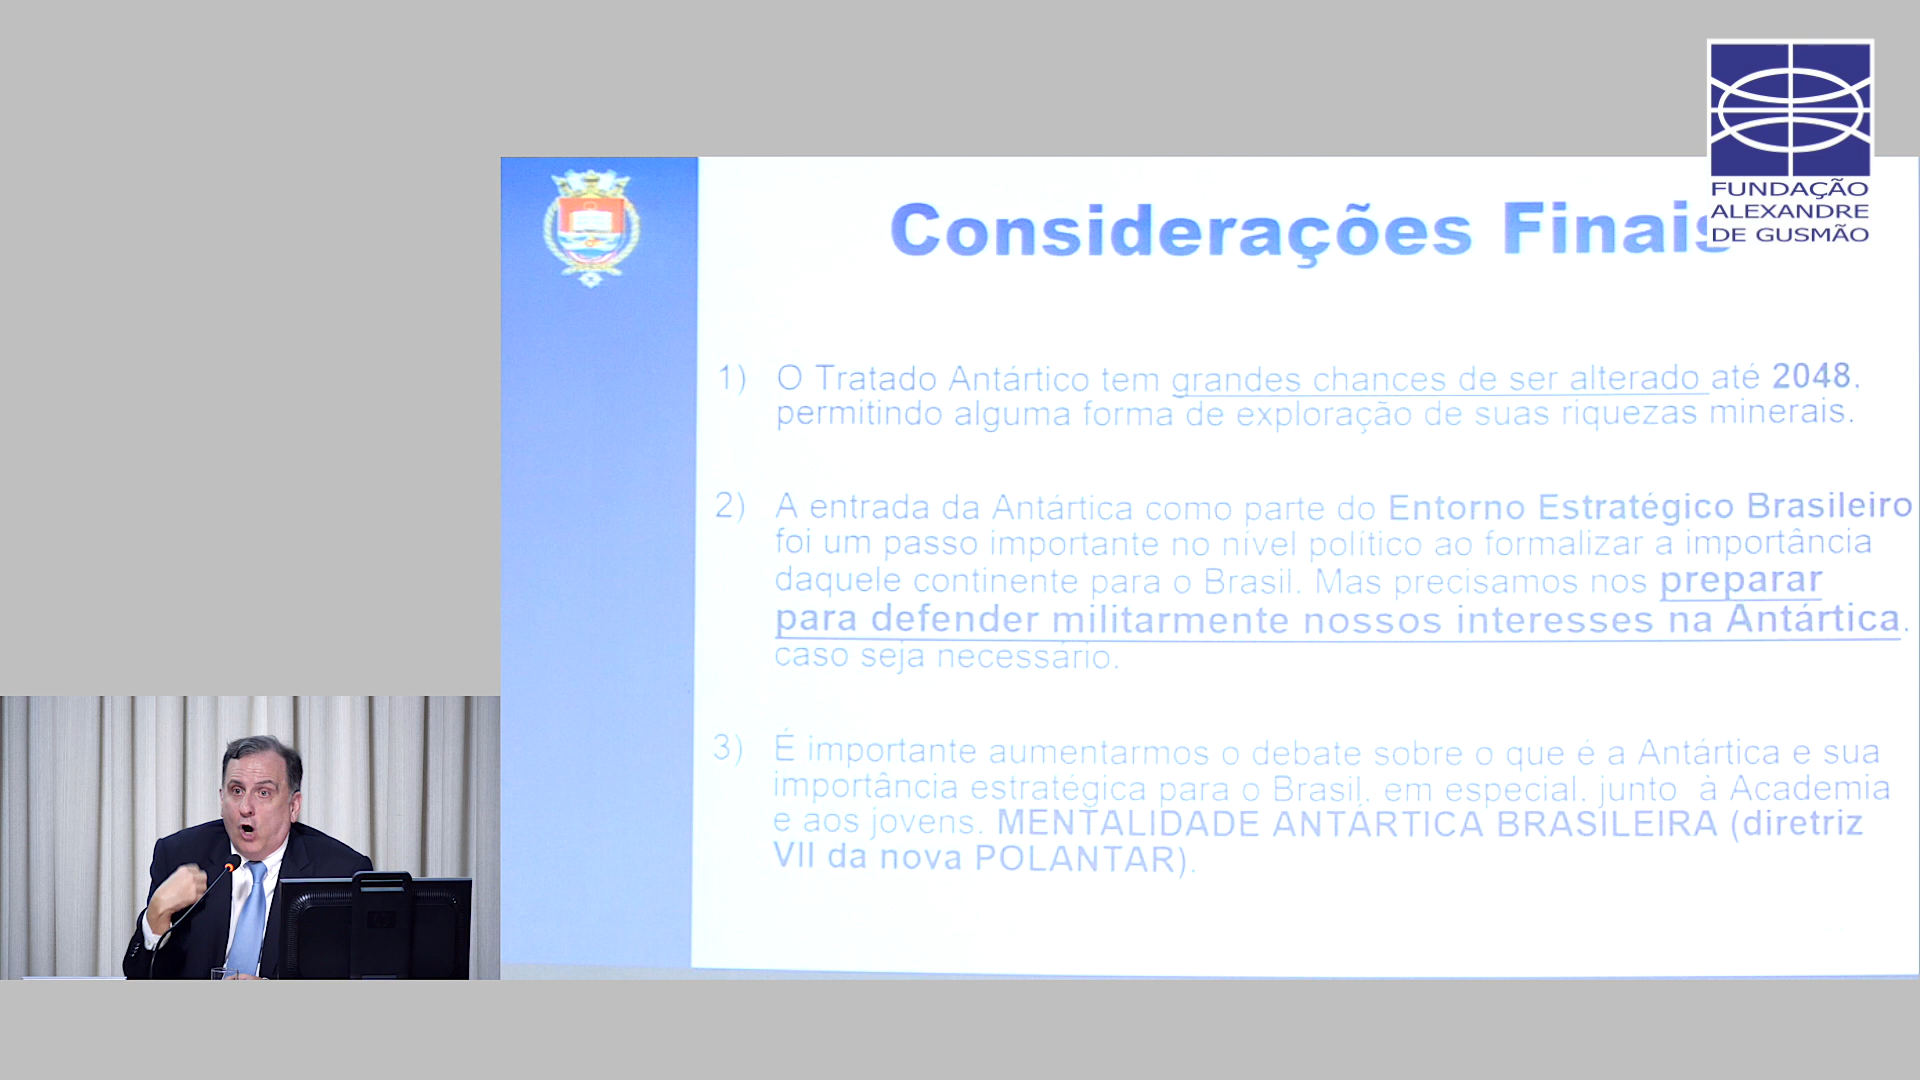 FUNDAÇÃO
ALEXANDRE
DE GUSMÃO
Considerações Finais
1) O Tratado Antártico tem grandes chances de ser alterado até 2048,
permitindo alguma forma de exploração de suas riquezas minerais.
2) A entrada da Antártica como parte do Entorno Estratégico Brasileiro
foi um passo importante no nível político ao formalizar a importância
daquele continente para o Brasil. Mas precisamos nos preparar
para defender militarmente nossos interesses na Antártica,
caso seja necessário.
3) É importante aumentarmos o debate sobre o que é a Antártica e sua
importância estratégica para o Brasil, em especial, junto à Academia
e aos jovens. MENTALIDADE ANTÁRTICA BRASILEIRA (diretriz
VII da nova POLANTAR).